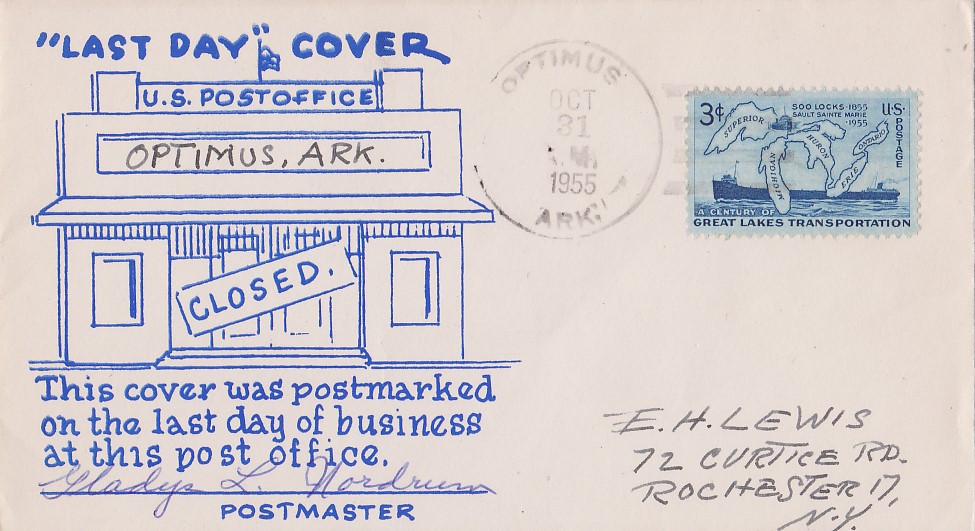 "LAST DAY" COVER
U.S. POSTOFFICE
OPTIMUS, ARK.
CLOSED.
This cover was postmarked
on the last day of business
at this post office.
Gladys L. Nordrum
POSTMASTER
OPTIMUS
OCT
31
A.M.
1955
ARK.
3¢
SOO LOCKS·1855
SAULT SAINTE MARIE
·1955
U.S. POSTAGE
SUPERIOR
MICHIGAN
HURON
ERIE
ONTARIO
A CENTURY OF
GREAT LAKES TRANSPORTATION
E. H. LEWIS
72 CURTICE RD.
ROCHESTER 17,
N.Y.